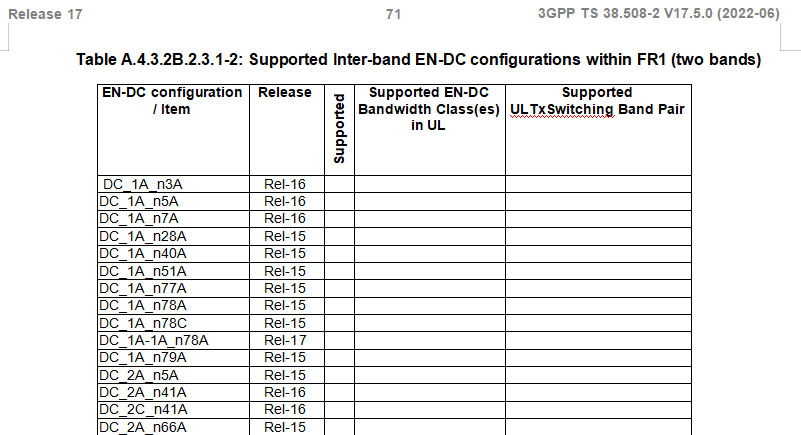 Release 17 71 3GPP TS 38.508-2 V17.5.0 (2022-06)
Table A.4.3.2B.2.3.1-2: Supported Inter-band EN-DC configurations within FR1 (two bands)
EN-DC configuration / Item Release Supported Supported EN-DC Bandwidth Class(es) in UL Supported ULTxSwitching Band Pair
DC_1A_n3A Rel-16
DC_1A_n5A Rel-16
DC_1A_n7A Rel-16
DC_1A_n28A Rel-15
DC_1A_n40A Rel-15
DC_1A_n51A Rel-15
DC_1A_n77A Rel-15
DC_1A_n78A Rel-15
DC_1A_n78C Rel-15
DC_1A-1A_n78A Rel-17
DC_1A_n79A Rel-15
DC_2A_n5A Rel-15
DC_2A_n41A Rel-16
DC_2C_n41A Rel-16
DC_2A_n66A Rel-15